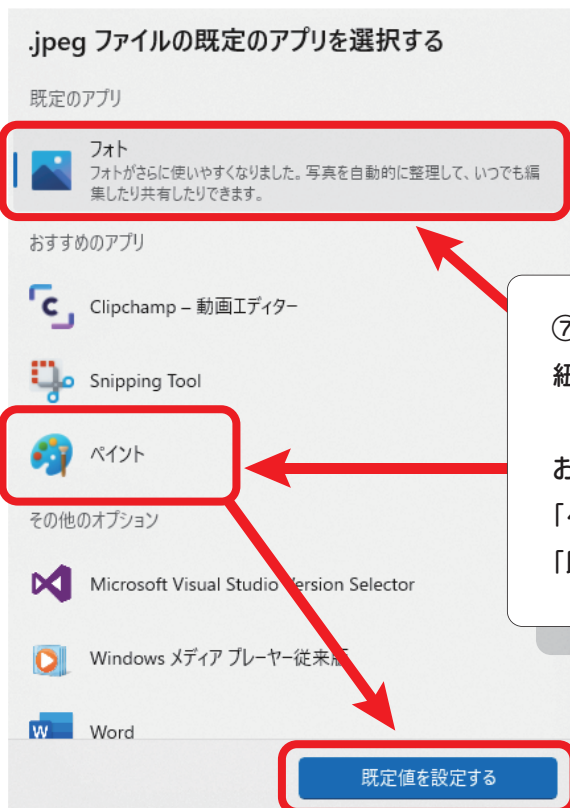 .jpeg ファイルの既定のアプリを選択する
既定のアプリ
フォト
フォトがさらに使いやすくなりました。写真を自動的に整理して、いつでも編
集したり共有したりできます。
おすすめのアプリ
Clipchamp – 動画エディター
Snipping Tool
ペイント
その他のオプション
Microsoft Visual Studio Version Selector
Windows メディア プレーヤー従来版
W Word
既定値を設定する
⑦
紐
お
「
「